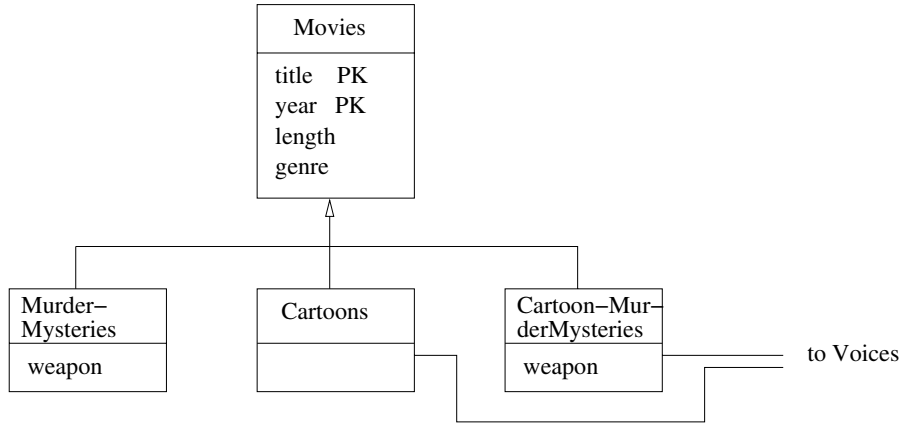 Movies
title PK
year PK
length
genre
Murder−
Mysteries
weapon
Cartoons
Cartoon−Mur−
derMysteries
weapon
to Voices